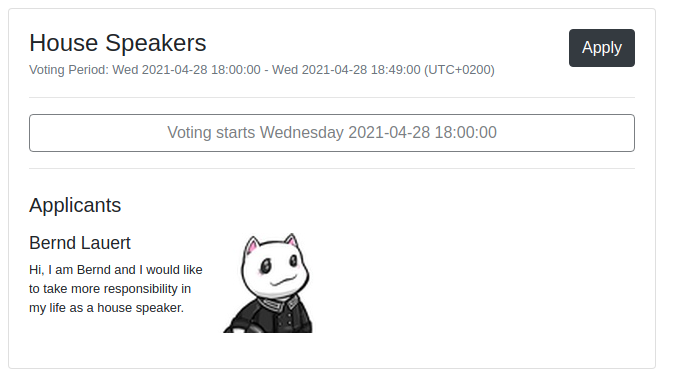 House Speakers
Apply
Voting Period: Wed 2021-04-28 18:00:00 - Wed 2021-04-28 18:49:00 (UTC+0200)
Voting starts Wednesday 2021-04-28 18:00:00
Applicants
Bernd Lauert
Hi, I am Bernd and I would like
to take more responsibility in
my life as a house speaker.